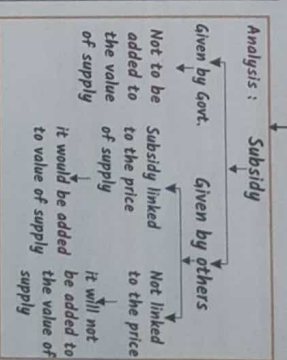 Analysis : Subsidy
Given by Govt. Given by others
Not to be
added to
the value
of supply
Subsidy linked
to the price
of supply
it would be added
to value of supply
Not linked
to the price
it will not
be added to
the value of
supply